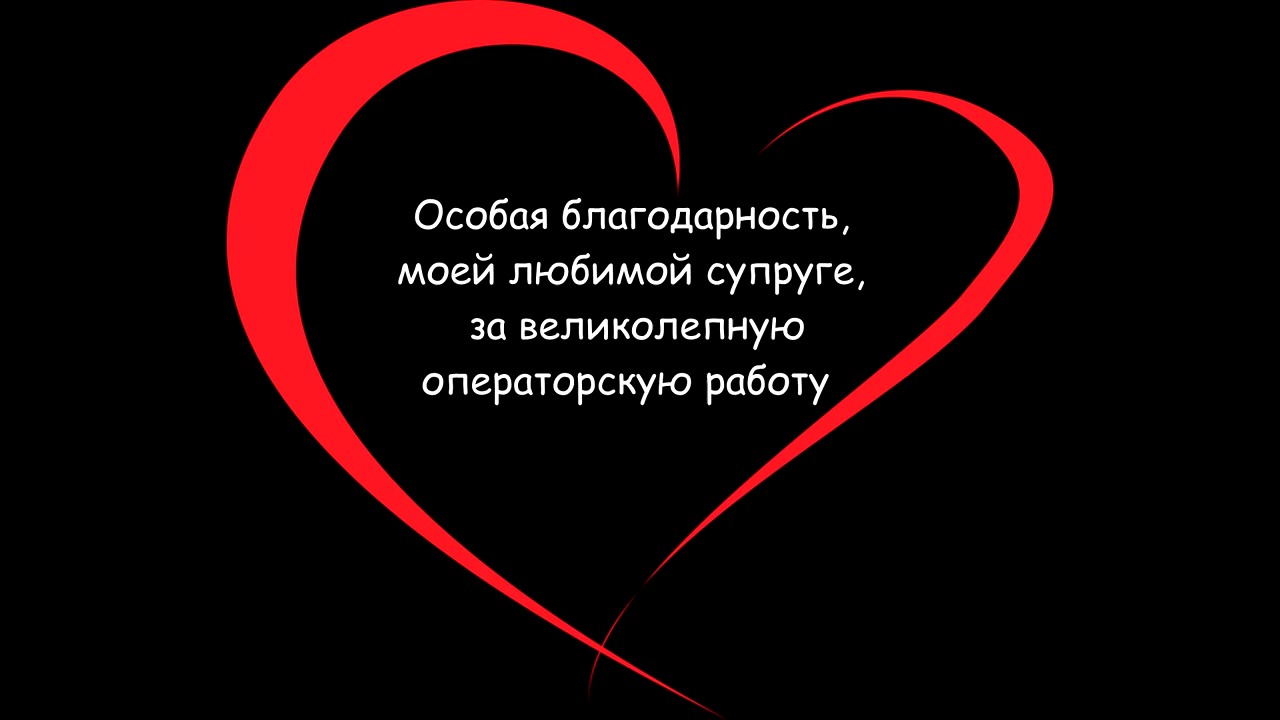 Особая благодарность,
моей любимой супруге,
за великолепную
операторскую работу